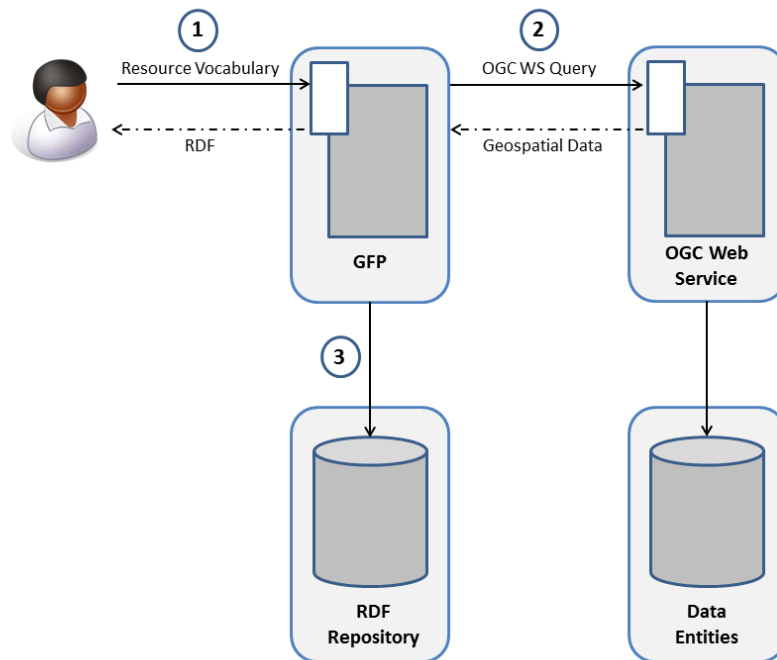 1
2
Resource Vocabulary
OGC WS Query
RDF
Geospatial Data
GFP
OGC Web
Service
3
RDF
Repository
Data
Entities